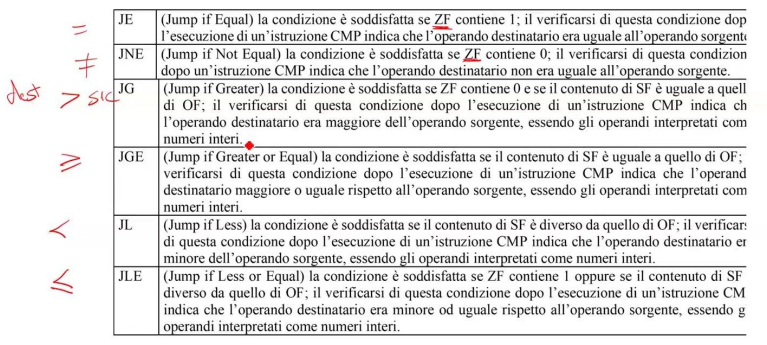 = JE (Jump if Equal) la condizione è soddisfatta se ZF contiene 1; il verificarsi di questa condizione dop
l'esecuzione di un'istruzione CMP indica che l'operando destinatario era uguale all'operando sorgente
≠ JNE (Jump if Not Equal) la condizione è soddisfatta se ZF contiene 0; il verificarsi di questa condizion
dopo un'istruzione CMP indica che l'operando destinatario non era uguale all'operando sorgente.
dest > src JG (Jump if Greater) la condizione è soddisfatta se ZF contiene 0 e se il contenuto di SF è uguale a quell
di OF; il verificarsi di questa condizione dopo l'esecuzione di un'istruzione CMP indica ch
l'operando destinatario era maggiore dell'operando sorgente, essendo gli operandi interpretati com
numeri interi.
≥ JGE (Jump if Greater or Equal) la condizione è soddisfatta se il contenuto di SF è uguale a quello di OF;
verificarsi di questa condizione dopo l'esecuzione di un'istruzione CMP indica che l'operand
destinatario maggiore o uguale rispetto all'operando sorgente, essendo gli operandi interpretati com
numeri interi.
< JL (Jump if Less) la condizione è soddisfatta se il contenuto di SF è diverso da quello di OF; il verificars
di questa condizione dopo l'esecuzione di un'istruzione CMP indica che l'operando destinatario er
minore dell'operando sorgente, essendo gli operandi interpretati come numeri interi.
≤ JLE (Jump if Less or Equal) la condizione è soddisfatta se ZF contiene 1 oppure se il contenuto di SF
diverso da quello di OF; il verificarsi di questa condizione dopo l'esecuzione di un'istruzione CM
indica che l'operando destinatario era minore od uguale rispetto all'operando sorgente, essendo g
operandi interpretati come numeri interi.